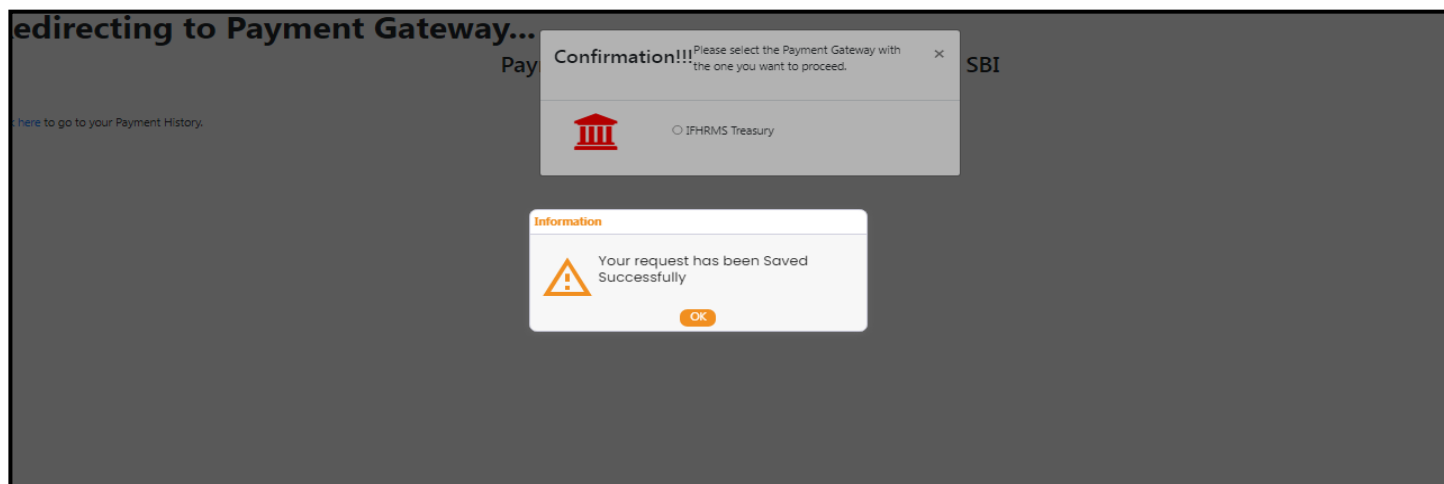 edirecting to Payment Gateway...
Confirmation!!! Please select the Payment Gateway with
the one you want to proceed.
×
Pay
SBI
here to go to your Payment History.
IFHRMS Treasury
Information
Your request has been Saved
Successfully
OK